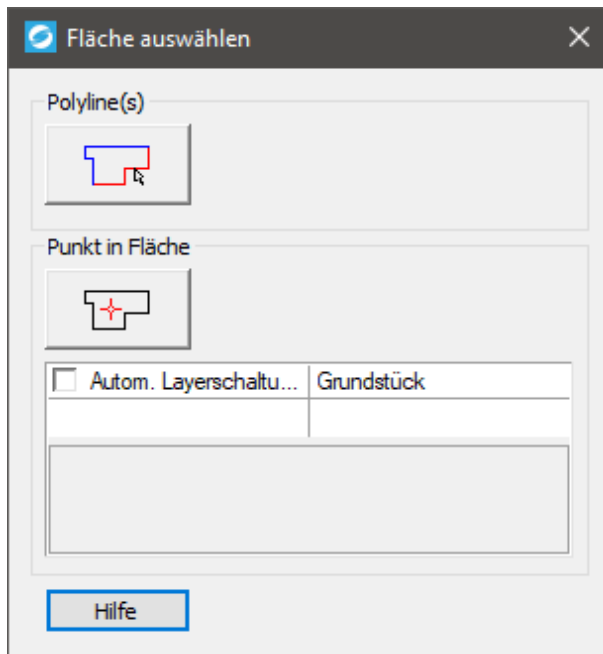 Fläche auswählen
Polyline(s)
Punkt in Fläche
Autom. Layerschaltu... Grundstück
Hilfe